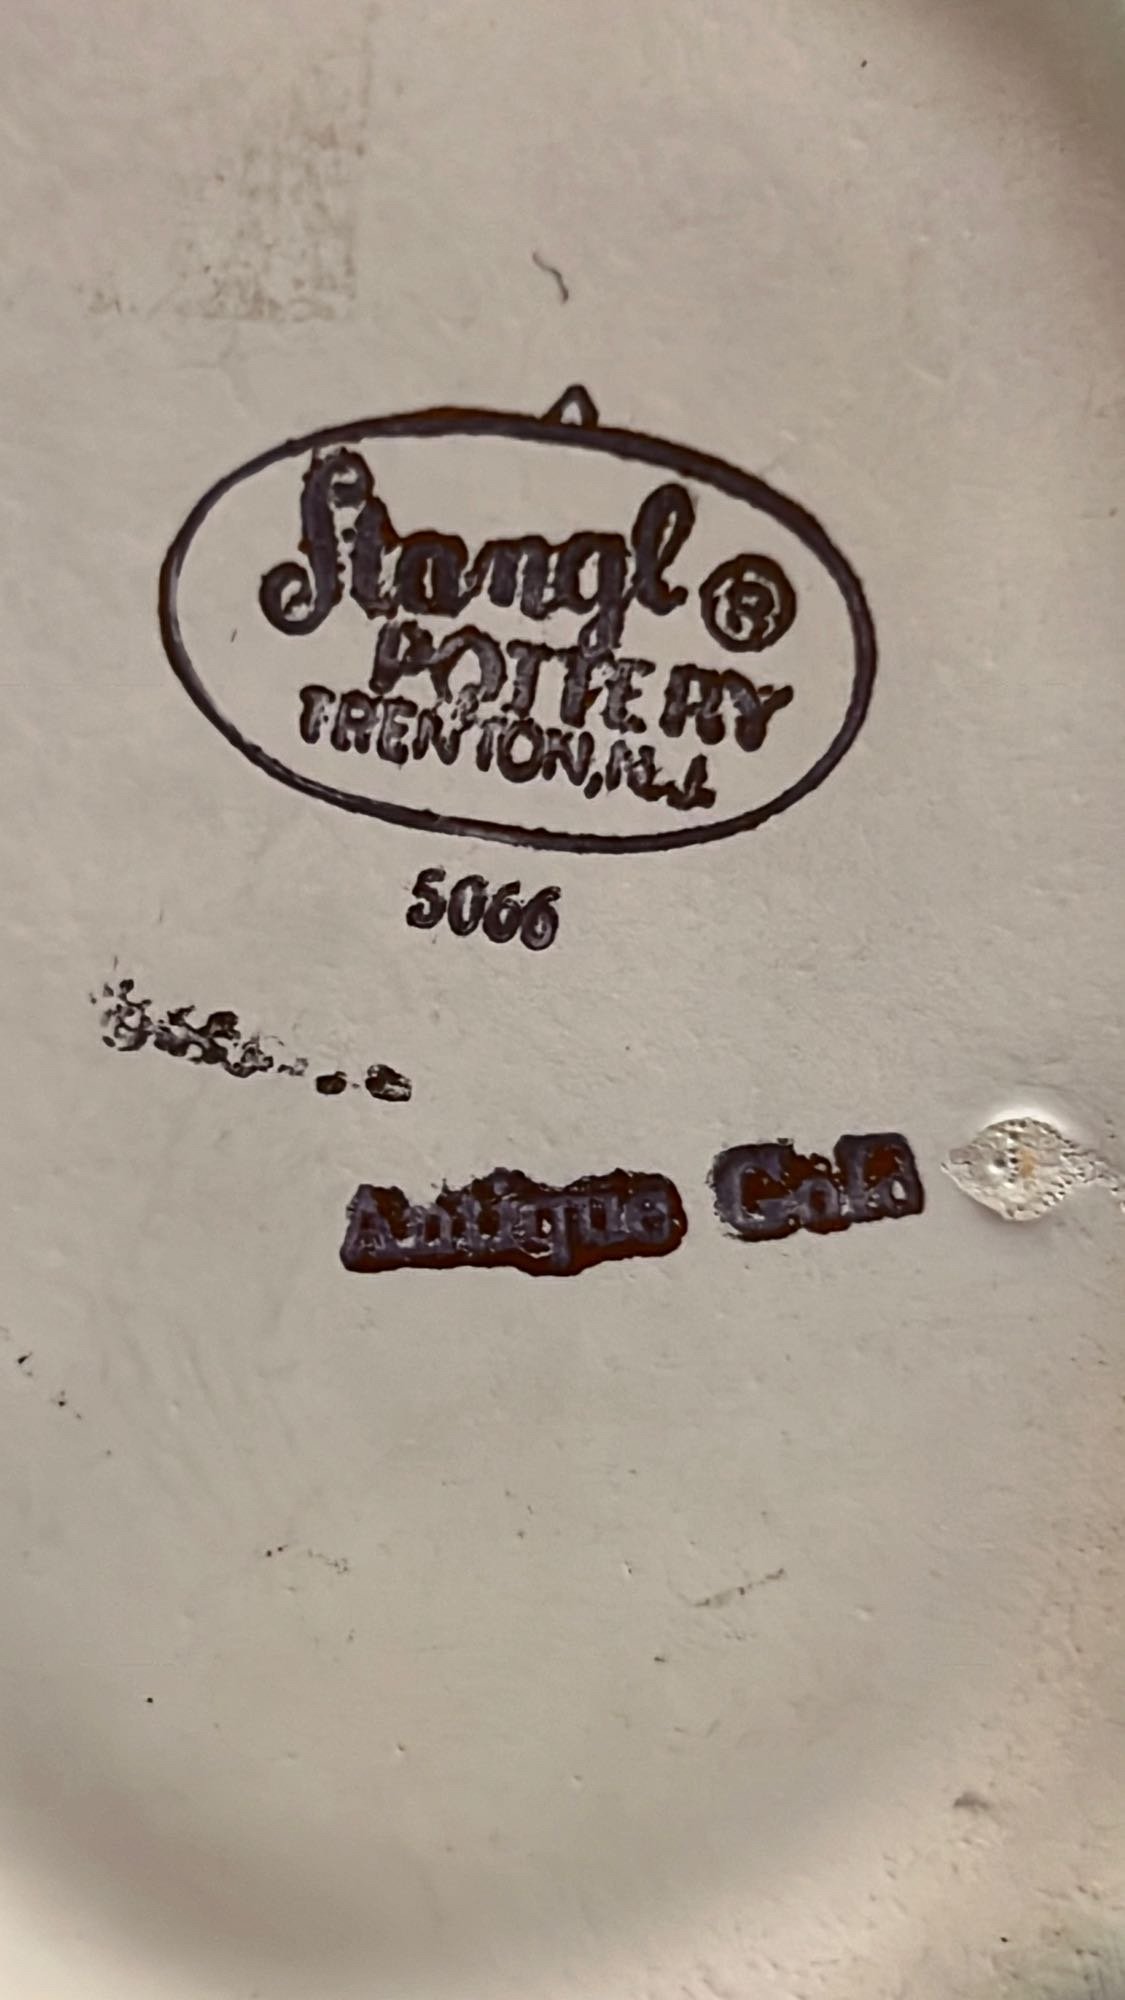 Stangl ®
POTTERY
TRENTON, N.J.
5066
Antique Gold